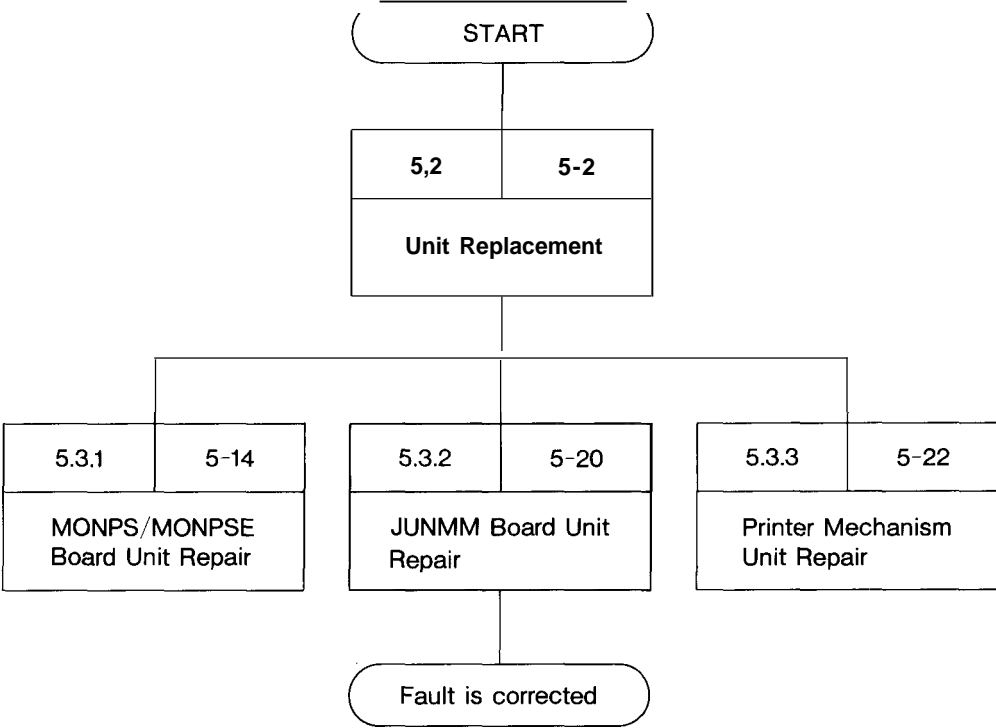 START
5,2 5-2
Unit Replacement
5.3.1 5-14
MONPS/MONPSE
Board Unit Repair
5.3.2 5-20
JUNMM Board Unit
Repair
5.3.3 5-22
Printer Mechanism
Unit Repair
Fault is corrected